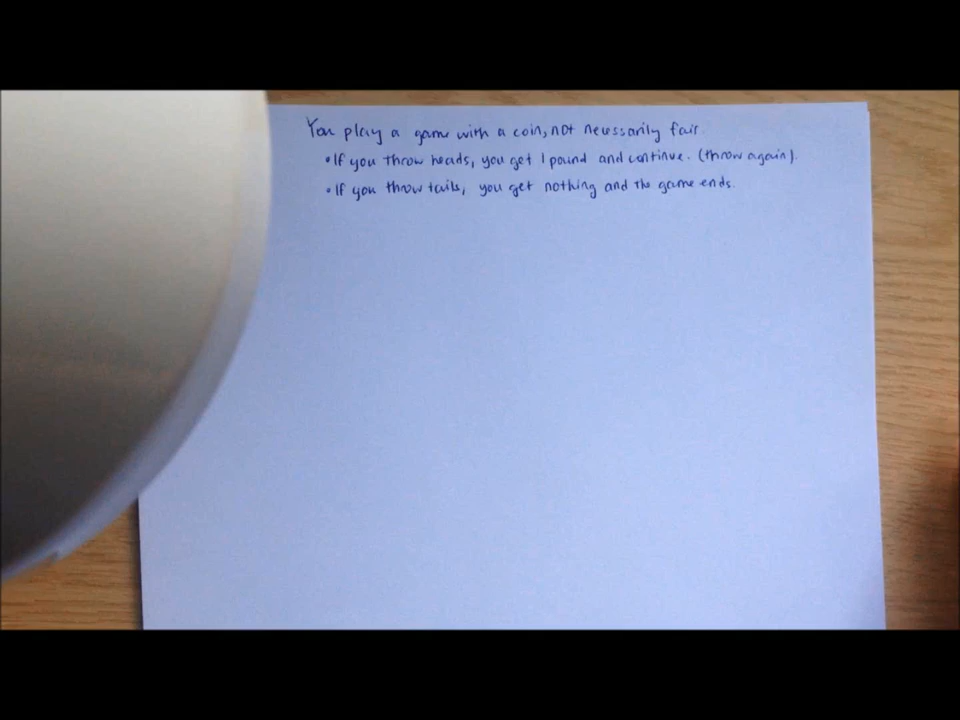 You play a game with a coin, not necessarily fair.
• If you throw heads, you get 1 pound and continue. (throw again).
• If you throw tails, you get nothing and the game ends.